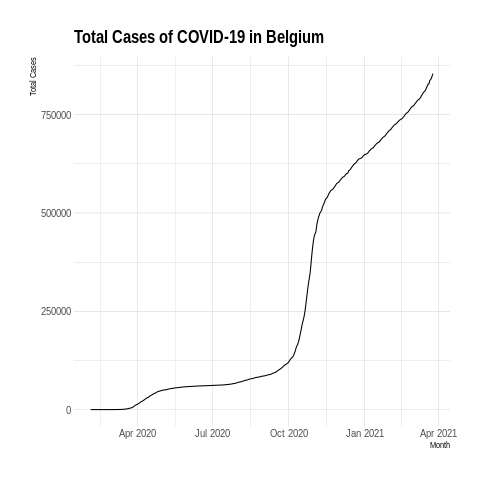 Total Cases of COVID-19 in Belgium
Total Cases
750000
500000
250000
0
Apr 2020 Jul 2020 Oct 2020 Jan 2021 Apr 2021
Month